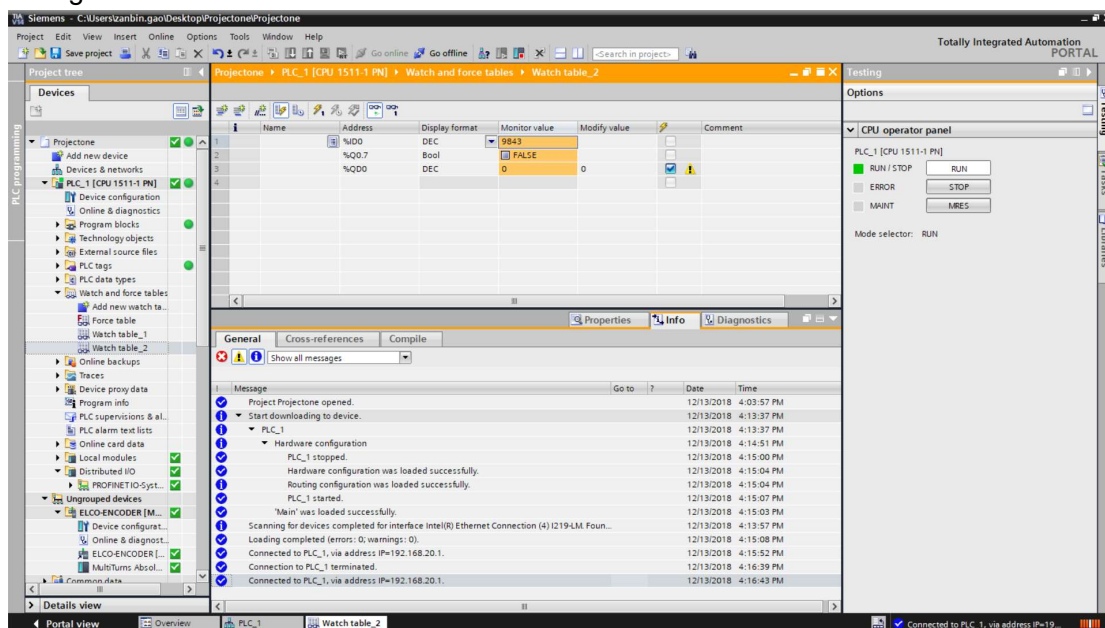 Siemens - C:\Users\zanbin.gao\Desktop\Projectone\Projectone
Project Edit View Insert Online Options Tools Window Help
Totally Integrated Automation
PORTAL
Save project
Go online
Go offline
<Search in project>
Project tree
Projectone ▸ PLC_1 [CPU 1511-1 PN] ▸ Watch and force tables ▸ Watch table_2
Testing
Devices
Options
PLC programming
i Name Address Display format Monitor value Modify value Comment
1 %ID0 DEC 9843
2 %Q0.7 Bool FALSE
3 %QD0 DEC 0 0
4
Projectone
Add new device
Devices & networks
PLC_1 [CPU 1511-1 PN]
Device configuration
Online & diagnostics
Program blocks
Technology objects
External source files
PLC tags
PLC data types
Watch and force tables
Add new watch ta...
Force table
Watch table_1
Watch table_2
Online backups
Traces
Device proxy data
Program info
PLC supervisions & al...
PLC alarm text lists
Online card data
Local modules
Distributed I/O
PROFINET IO-Syst...
Ungrouped devices
ELCO-ENCODER [M...
Device configurat...
Online & diagnost...
ELCO-ENCODER [...
MultiTurns Absol...
Common data
Details view
CPU operator panel
PLC_1 [CPU 1511-1 PN]
RUN / STOP RUN
ERROR STOP
MAINT MRES
Mode selector: RUN
Testing
Tasks
Libraries
Properties Info Diagnostics
General Cross-references Compile
Show all messages
! Message Go to ? Date Time
Project Projectone opened. 12/13/2018 4:03:57 PM
Start downloading to device. 12/13/2018 4:13:37 PM
PLC_1 12/13/2018 4:13:37 PM
Hardware configuration 12/13/2018 4:14:51 PM
PLC_1 stopped. 12/13/2018 4:15:00 PM
Hardware configuration was loaded successfully. 12/13/2018 4:15:04 PM
Routing configuration was loaded successfully. 12/13/2018 4:15:04 PM
PLC_1 started. 12/13/2018 4:15:07 PM
'Main' was loaded successfully. 12/13/2018 4:15:03 PM
Scanning for devices completed for interface Intel(R) Ethernet Connection (4) I219-LM. Foun... 12/13/2018 4:13:57 PM
Loading completed (errors: 0; warnings: 0). 12/13/2018 4:15:08 PM
Connected to PLC_1, via address IP=192.168.20.1. 12/13/2018 4:15:52 PM
Connection to PLC_1 terminated. 12/13/2018 4:16:39 PM
Connected to PLC_1, via address IP=192.168.20.1. 12/13/2018 4:16:43 PM
Portal view
Overview
PLC_1
Watch table_2
Connected to PLC_1, via address IP=19...